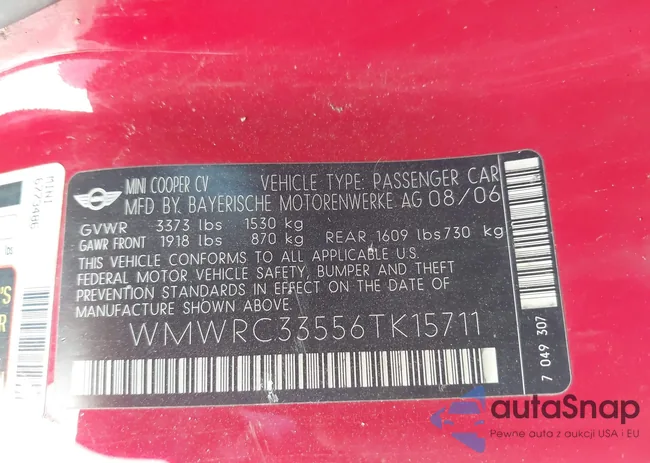 MINI COOPER CV VEHICLE TYPE: PASSENGER CAR
MFD BY. BAYERISCHE MOTORENWERKE AG 08/06
GVWR 3373 lbs 1530 kg
GAWR FRONT 1918 lbs 870 kg REAR 1609 lbs730 kg
THIS VEHICLE CONFORMS TO ALL APPLICABLE U.S.
FEDERAL MOTOR VEHICLE SAFETY, BUMPER AND THEFT
PREVENTION STANDARDS IN EFFECT ON THE DATE OF
MANUFACTURE SHOWN ABOVE.
WMWRC33556TK15711
7 049 307
MINI
autaSnap
Pewne auta z aukcji USA i EU